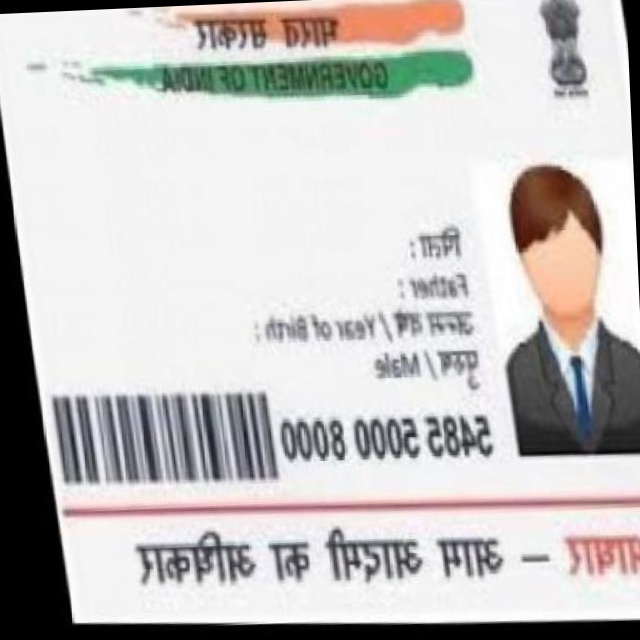 भारत सरकार
GOVERNMENT OF INDIA
पिता :
Father :
जन्म वर्ष / Year of Birth :
पुरुष / Male
5485 5000 8000
आधार – आम आदमी का अधिकार